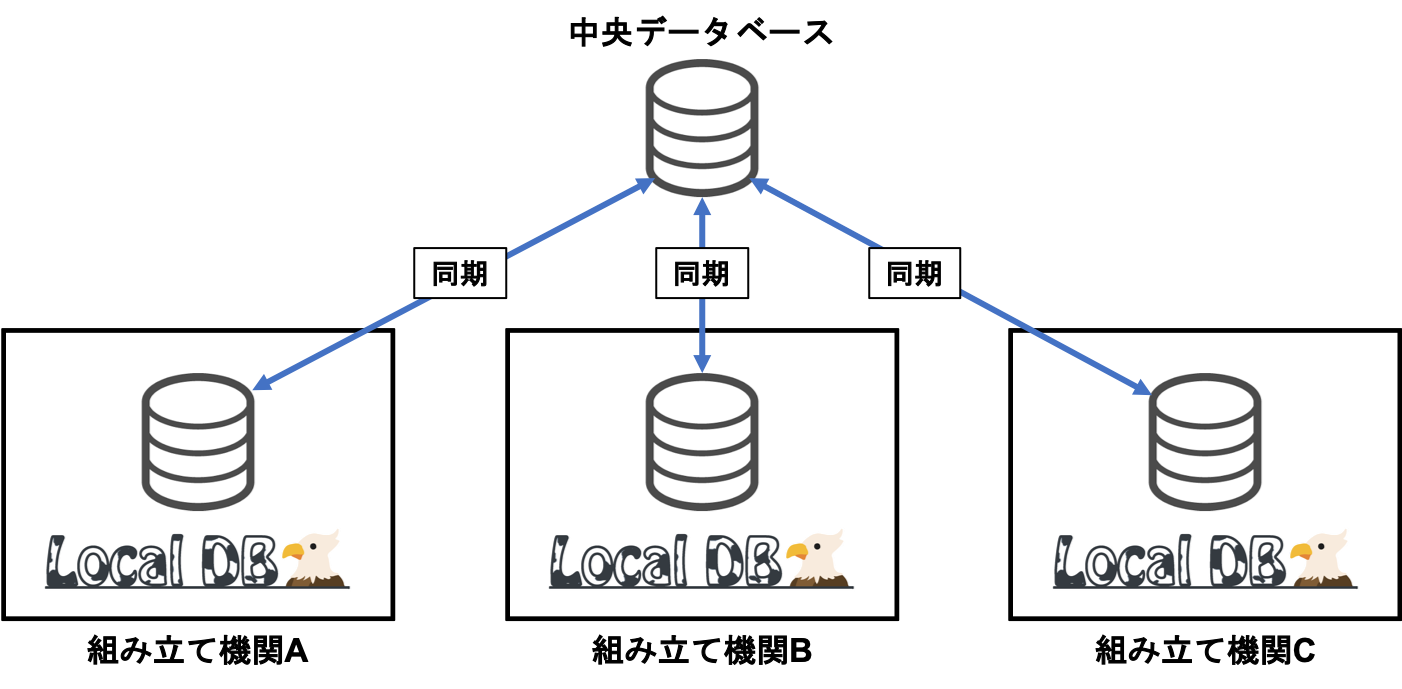 中央データベース
同期
同期
同期
Local DB
Local DB
Local DB
組み立て機関A
組み立て機関B
組み立て機関C